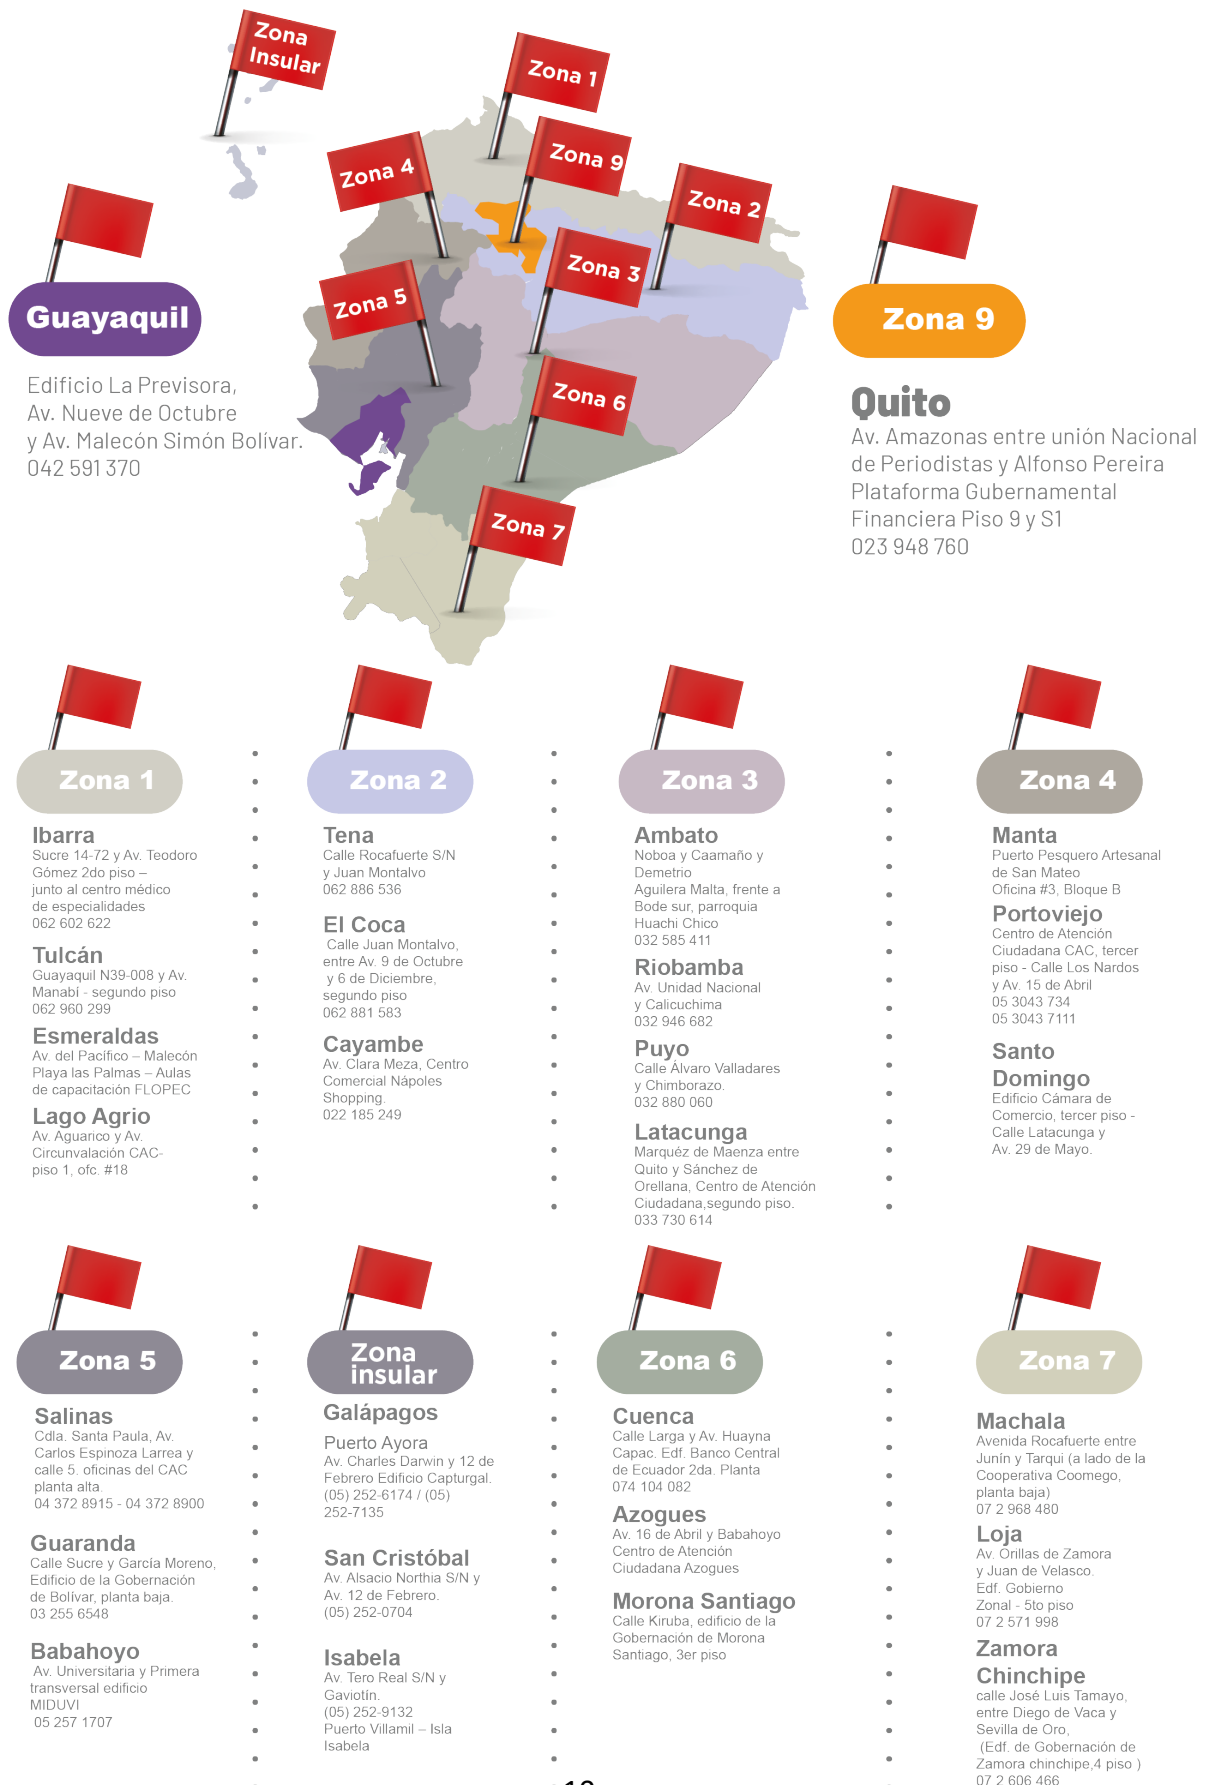 Zona
Insular
Zona 1
Zona 9
Zona 4
Zona 2
Zona 3
Zona 5
Zona 6
Zona 7
Guayaquil
Edificio La Previsora,
Av. Nueve de Octubre
y Av. Malecón Simón Bolívar.
042 591 370
Zona 9
Quito
Av. Amazonas entre unión Nacional
de Periodistas y Alfonso Pereira
Plataforma Gubernamental
Financiera Piso 9 y S1
023 948 760
Zona 1
Ibarra
Sucre 14-72 y Av. Teodoro
Gómez 2do piso –
junto al centro médico
de especialidades
062 602 622
Tulcán
Guayaquil N39-008 y Av.
Manabí - segundo piso
062 960 299
Esmeraldas
Av. del Pacífico – Malecón
Playa las Palmas – Aulas
de capacitación FLOPEC
Lago Agrio
Av. Aguarico y Av.
Circunvalación CAC-
piso 1, ofc. #18
Zona 2
Tena
Calle Rocafuerte S/N
y Juan Montalvo
062 886 536
El Coca
Calle Juan Montalvo,
entre Av. 9 de Octubre
y 6 de Diciembre,
segundo piso
062 881 583
Cayambe
Av. Clara Meza, Centro
Comercial Nápoles
Shopping.
022 185 249
Zona 3
Ambato
Noboa y Caamaño y
Demetrio
Aguilera Malta, frente a
Bode sur, parroquia
Huachi Chico
032 585 411
Riobamba
Av. Unidad Nacional
y Calicuchima
032 946 682
Puyo
Calle Álvaro Valladares
y Chimborazo.
032 880 060
Latacunga
Marquéz de Maenza entre
Quito y Sánchez de
Orellana, Centro de Atención
Ciudadana,segundo piso.
033 730 614
Zona 4
Manta
Puerto Pesquero Artesanal
de San Mateo
Oficina #3, Bloque B
Portoviejo
Centro de Atención
Ciudadana CAC, tercer
piso - Calle Los Nardos
y Av. 15 de Abril
05 3043 734
05 3043 7111
Santo
Domingo
Edificio Cámara de
Comercio, tercer piso -
Calle Latacunga y
Av. 29 de Mayo.
Zona 5
Salinas
Cdla. Santa Paula, Av.
Carlos Espinoza Larrea y
calle 5. oficinas del CAC
planta alta.
04 372 8915 - 04 372 8900
Guaranda
Calle Sucre y García Moreno,
Edificio de la Gobernación
de Bolívar, planta baja.
03 255 6548
Babahoyo
Av. Universitaria y Primera
transversal edificio
MIDUVI
05 257 1707
Zona
insular
Galápagos
Puerto Ayora
Av. Charles Darwin y 12 de
Febrero Edificio Capturgal.
(05) 252-6174 / (05)
252-7135
San Cristóbal
Av. Alsacio Northia S/N y
Av. 12 de Febrero.
(05) 252-0704
Isabela
Av. Tero Real S/N y
Gaviotín.
(05) 252-9132
Puerto Villamil – Isla
Isabela
Zona 6
Cuenca
Calle Larga y Av. Huayna
Capac. Edf. Banco Central
de Ecuador 2da. Planta
074 104 082
Azogues
Av. 16 de Abril y Babahoyo
Centro de Atención
Ciudadana Azogues
Morona Santiago
Calle Kiruba, edificio de la
Gobernación de Morona
Santiago, 3er piso
Zona 7
Machala
Avenida Rocafuerte entre
Junín y Tarqui (a lado de la
Cooperativa Coomego,
planta baja)
07 2 968 480
Loja
Av. Orillas de Zamora
y Juan de Velasco.
Edf. Gobierno
Zonal - 5to piso
07 2 571 998
Zamora
Chinchipe
calle José Luis Tamayo,
entre Diego de Vaca y
Sevilla de Oro,
(Edf. de Gobernación de
Zamora chinchipe,4 piso )
07 2 606 466